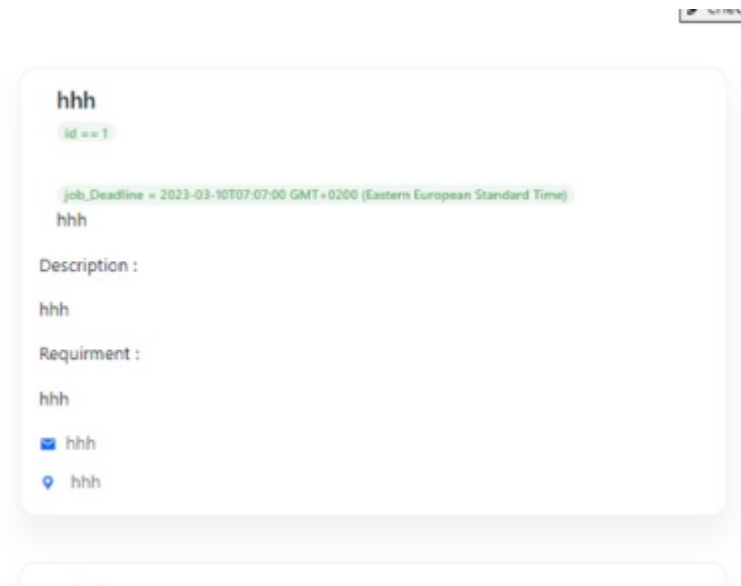 hhh
id == 1
job_Deadline = 2023-03-10T07:07:00 GMT+0200 (Eastern European Standard Time)
hhh
Description :
hhh
Requirment :
hhh
hhh
hhh